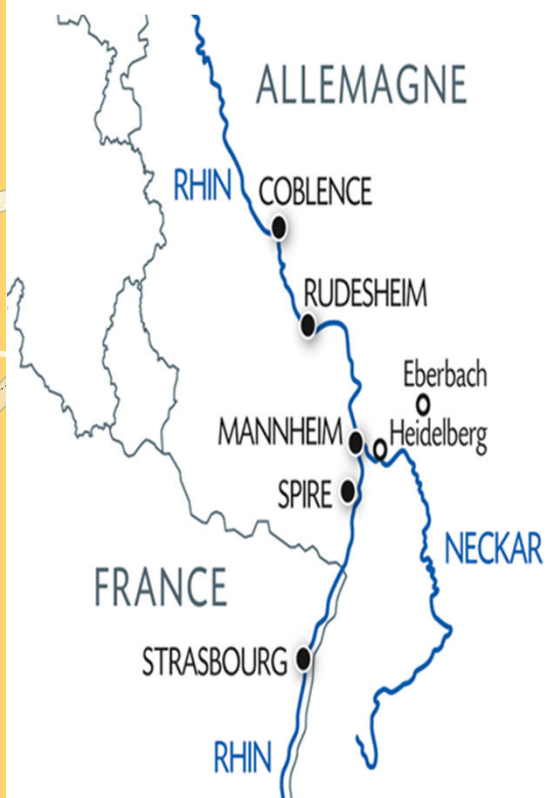 ALLEMAGNE
RHIN
COBLENCE
RUDESHEIM
Eberbach
MANNHEIM
Heidelberg
SPIRE
NECKAR
FRANCE
STRASBOURG
RHIN